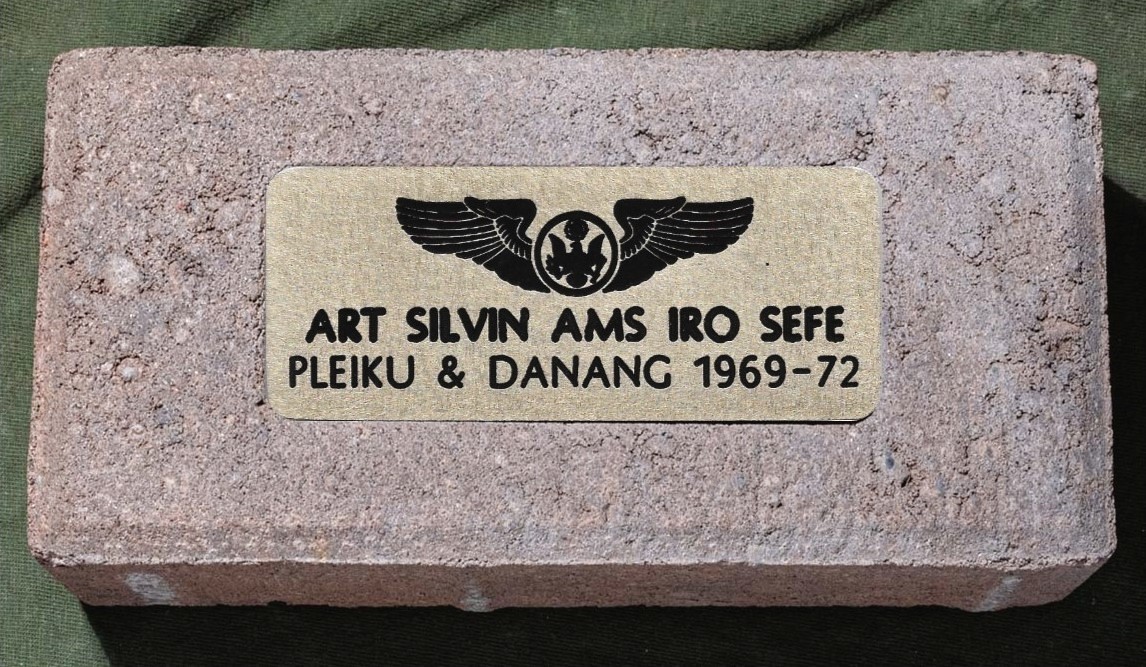 ART SILVIN AMS IRO SEFE
PLEIKU & DANANG 1969-72